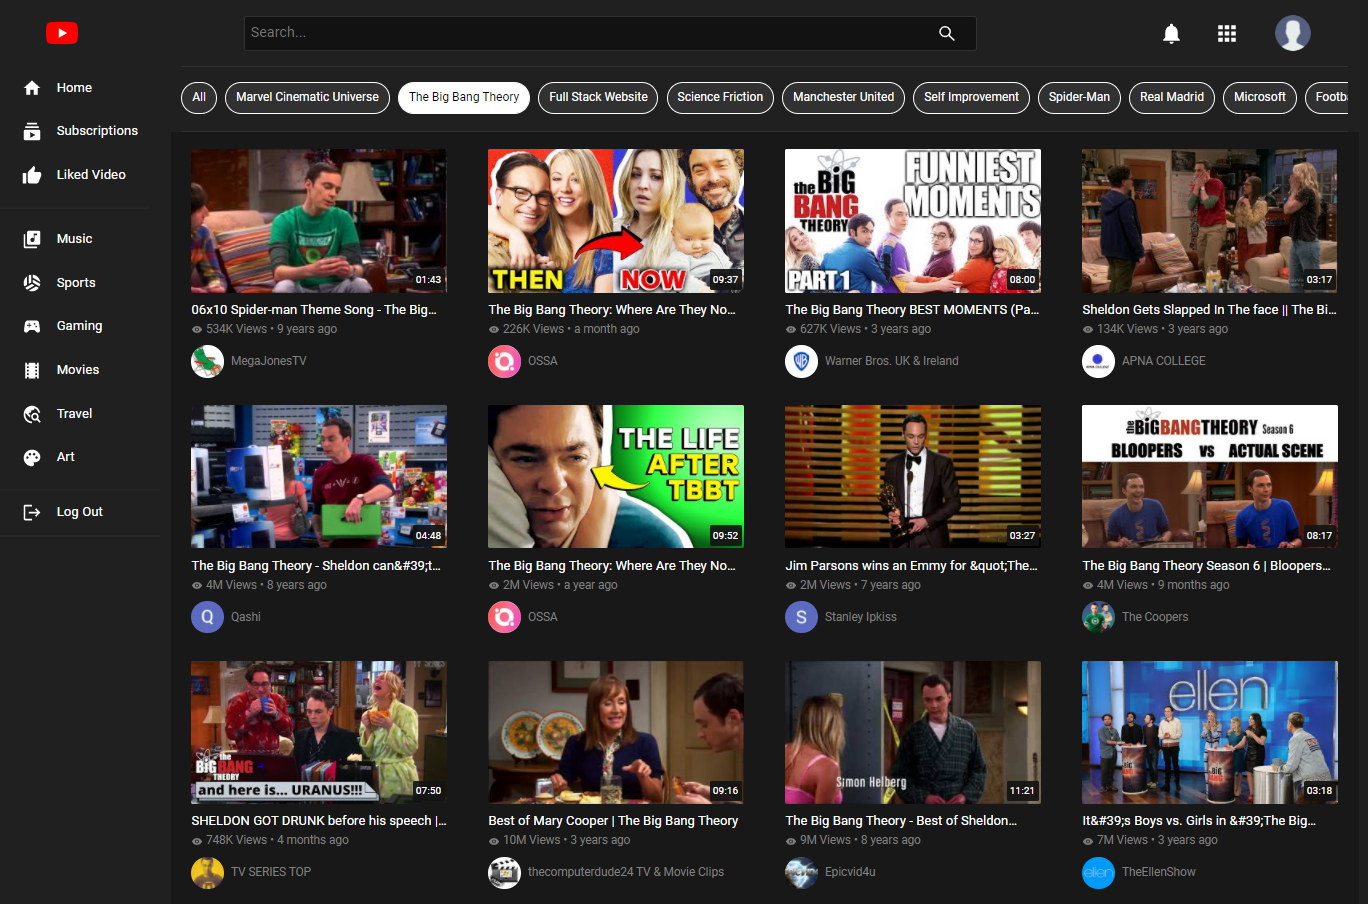 Search...
Home
Subscriptions
Liked Video
Music
Sports
Gaming
Movies
Travel
Art
Log Out
All
Marvel Cinematic Universe
The Big Bang Theory
Full Stack Website
Science Friction
Manchester United
Self Improvement
Spider-Man
Real Madrid
Microsoft
Footba
01:43
06x10 Spider-man Theme Song - The Big...
534K Views • 9 years ago
MegaJonesTV
THEN
NOW
09:37
The Big Bang Theory: Where Are They No...
226K Views • a month ago
OSSA
the BIG
BANG
THEORY
FUNNIEST
MOMENTS
PART 1
08:00
The Big Bang Theory BEST MOMENTS (Pa...
627K Views • 3 years ago
Warner Bros. UK & Ireland
03:17
Sheldon Gets Slapped In The face || The Bi...
134K Views • 3 years ago
APNA COLLEGE
04:48
The Big Bang Theory - Sheldon can&#39;t...
4M Views • 8 years ago
Q
Qashi
THE LIFE
AFTER
TBBT
09:52
The Big Bang Theory: Where Are They No...
2M Views • a year ago
OSSA
03:27
Jim Parsons wins an Emmy for &quot;The...
2M Views • 7 years ago
S
Stanley Ipkiss
the BIG BANG THEORY Season 6
BLOOPERS VS ACTUAL SCENE
08:17
The Big Bang Theory Season 6 | Bloopers...
4M Views • 9 months ago
The Coopers
the
BIG BANG
THEORY
and here is... URANUS!!!
07:50
SHELDON GOT DRUNK before his speech |...
748K Views • 4 months ago
TV SERIES TOP
09:16
Best of Mary Cooper | The Big Bang Theory
10M Views • 3 years ago
thecomputerdude24 TV & Movie Clips
Simon Helberg
11:21
The Big Bang Theory - Best of Sheldon...
9M Views • 8 years ago
Epicvid4u
ellen
03:18
It&#39;s Boys vs. Girls in &#39;The Big...
7M Views • 3 years ago
ellen
TheEllenShow